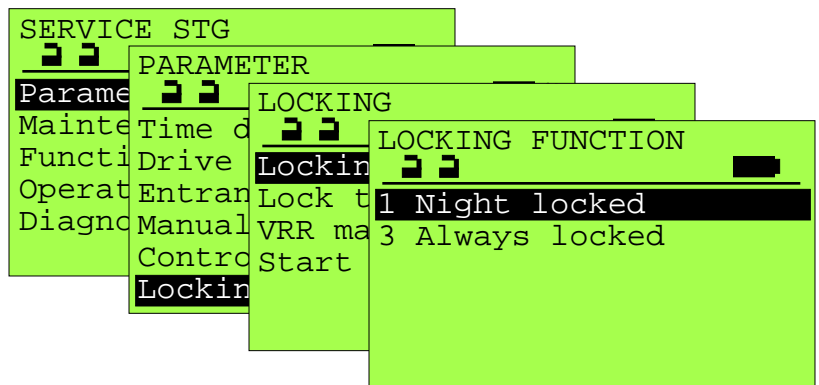 SERVICE STG
Parame
Mainte
Functi
Operat
Diagno
PARAMETER
Time d
Drive
Entran
Manual
Contro
Lockin
LOCKING
Lockin
Lock t
VRR ma
Start
LOCKING FUNCTION
1 Night locked
3 Always locked